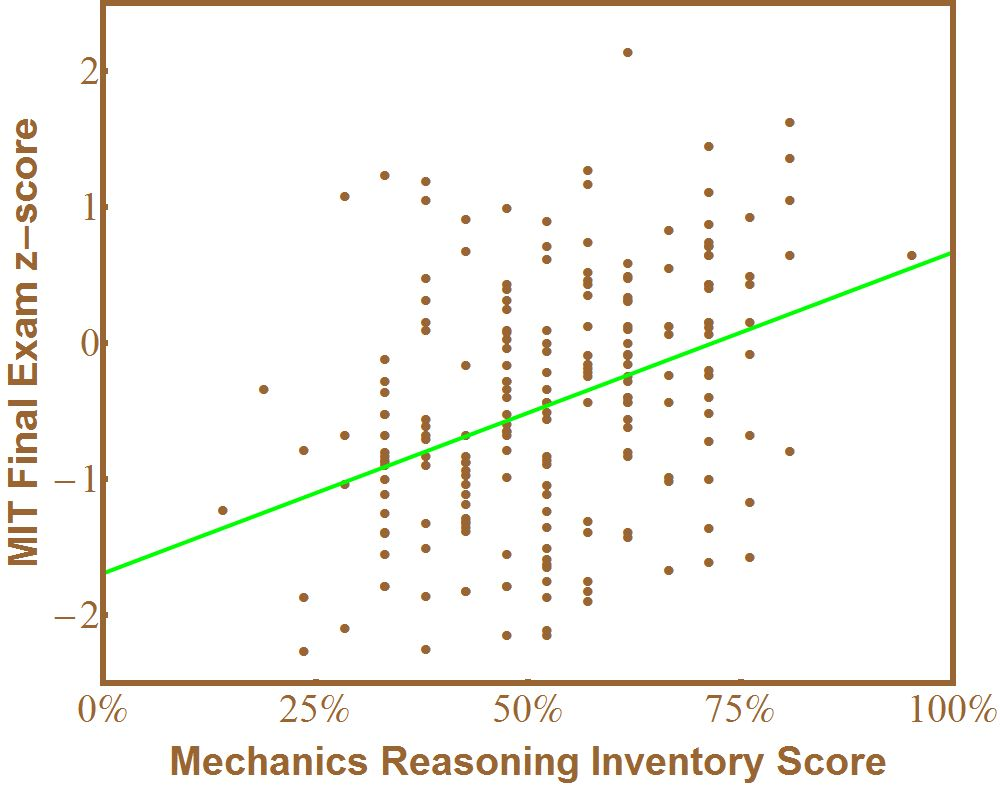 MIT Final Exam z−score
2
1
0
−1
−2
0% 25% 50% 75% 100%
Mechanics Reasoning Inventory Score